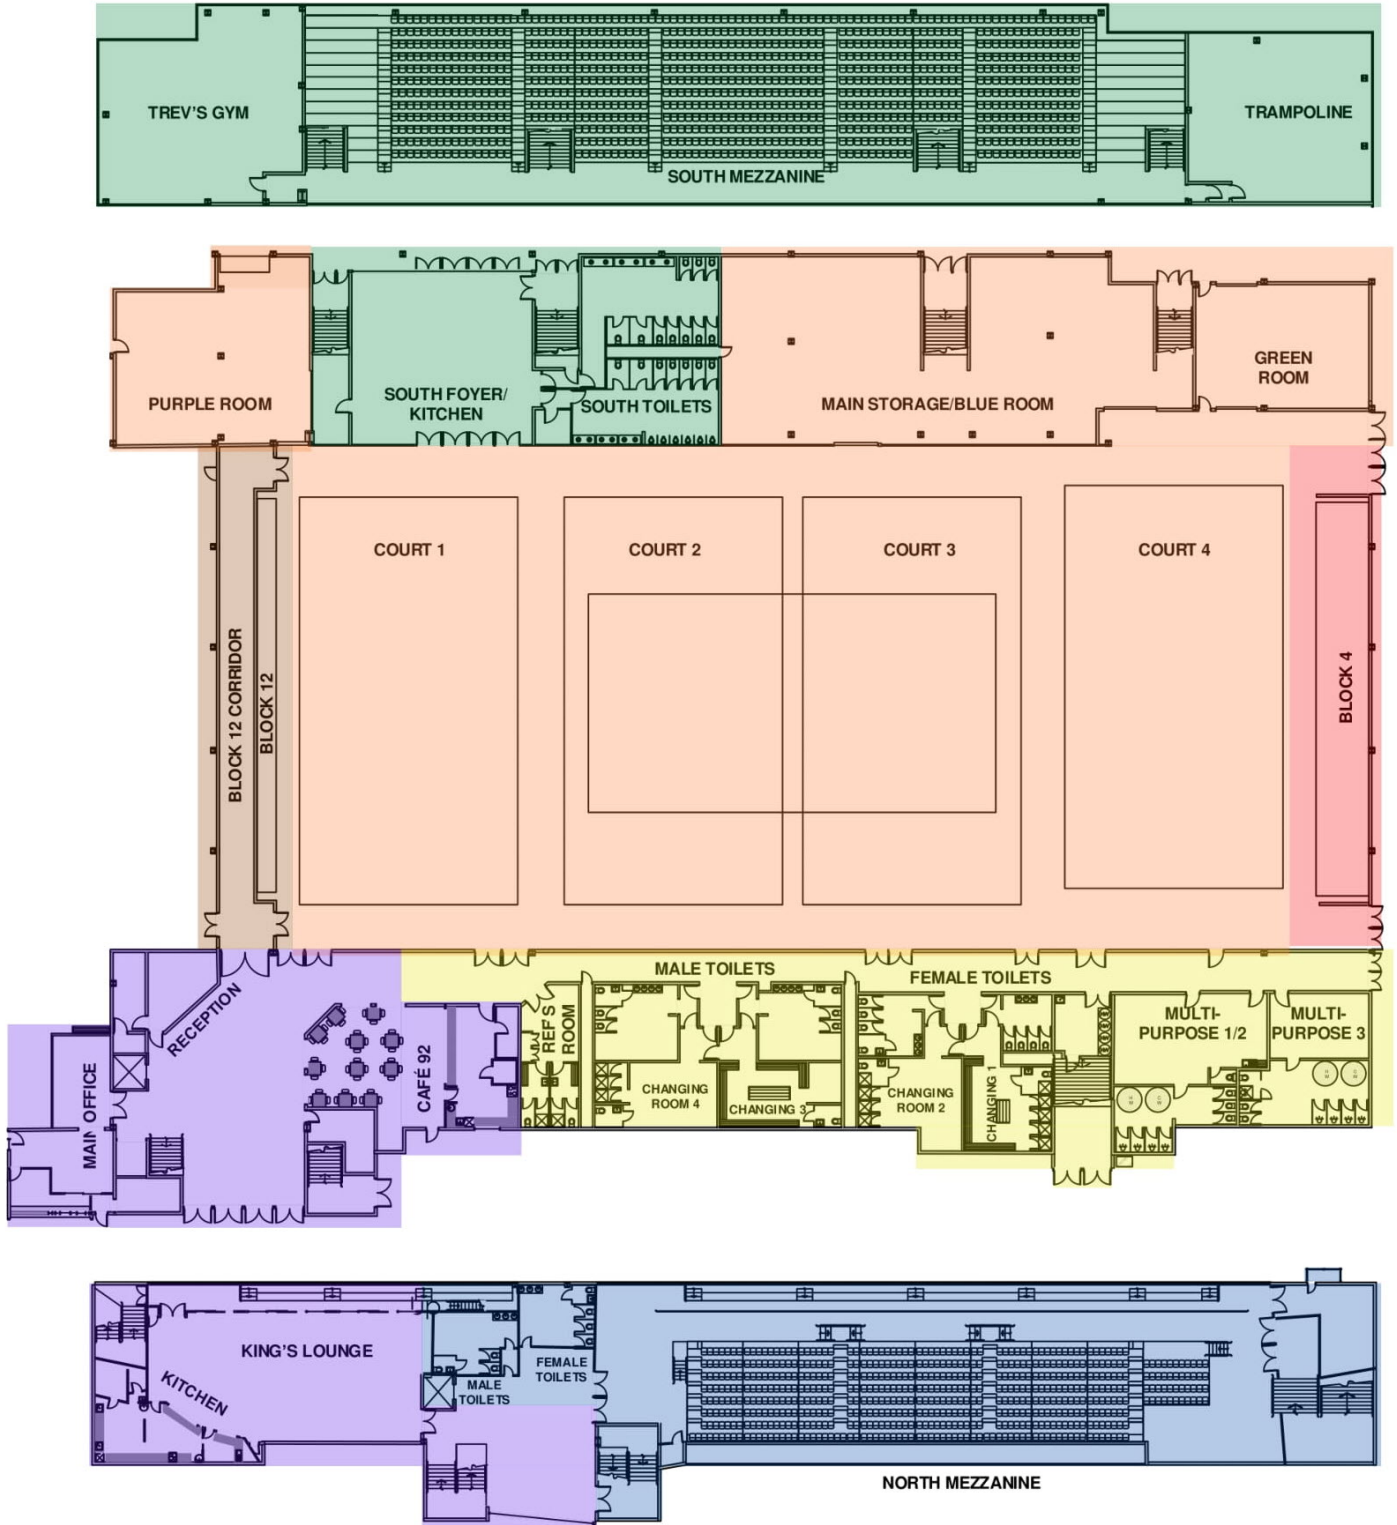 TREV'S GYM
TRAMPOLINE
SOUTH MEZZANINE
PURPLE ROOM
SOUTH FOYER/
KITCHEN
SOUTH TOILETS
MAIN STORAGE/BLUE ROOM
GREEN
ROOM
COURT 1
COURT 2
COURT 3
COURT 4
BLOCK 12 CORRIDOR
BLOCK 12
BLOCK 4
MALE TOILETS
FEMALE TOILETS
RECEPTION
MAIN OFFICE
CAFÉ 92
REF'S
ROOM
CHANGING
ROOM 4
CHANGING 3
CHANGING
ROOM 2
CHANGING 1
MULTI-
PURPOSE 1/2
MULTI-
PURPOSE 3
KING'S LOUNGE
KITCHEN
MALE
TOILETS
FEMALE
TOILETS
NORTH MEZZANINE